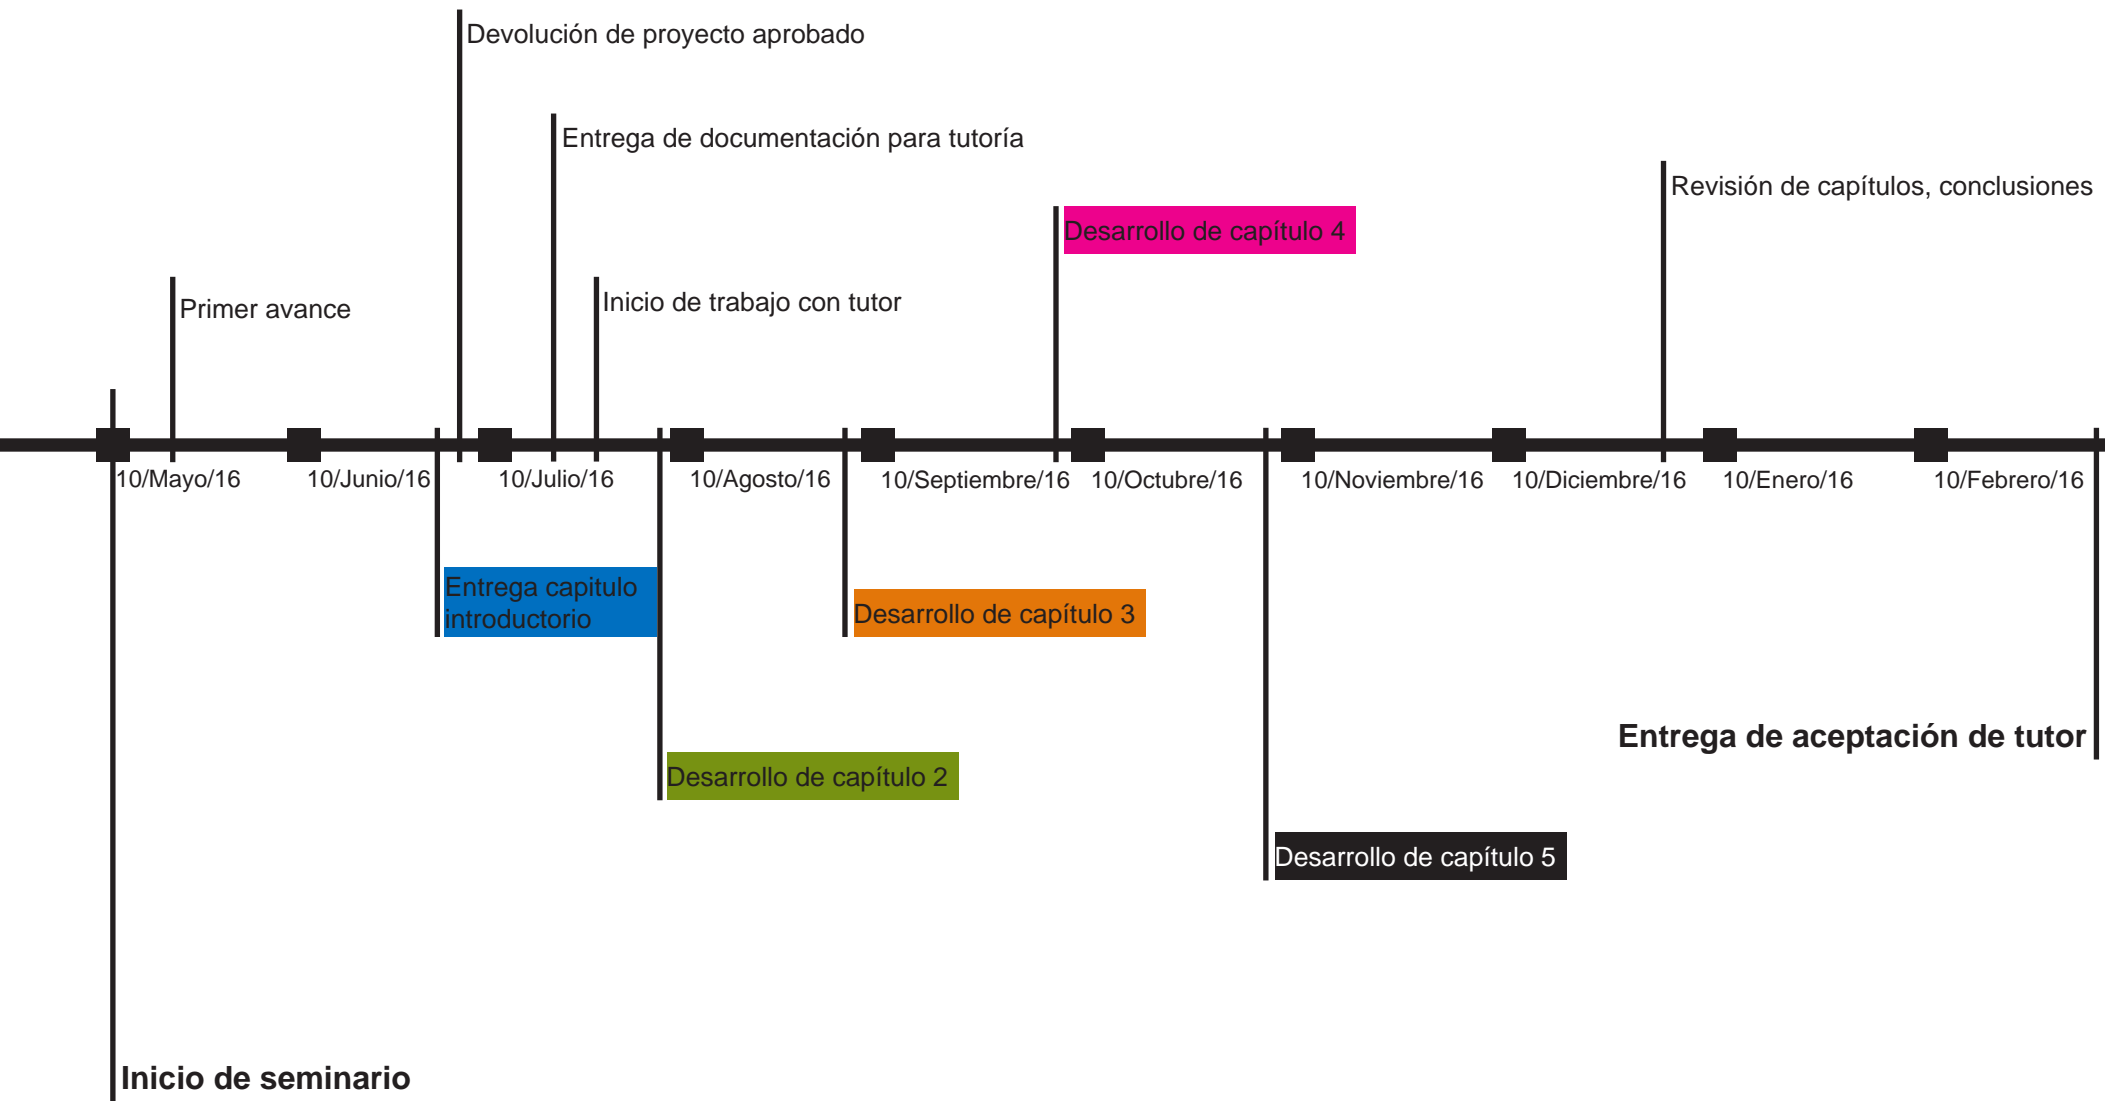 Devolución de proyecto aprobado
Entrega de documentación para tutoría
Revisión de capítulos, conclusiones
Desarrollo de capítulo 4
Primer avance
Inicio de trabajo con tutor
10/Mayo/16
10/Junio/16
10/Julio/16
10/Agosto/16
10/Septiembre/16
10/Octubre/16
10/Noviembre/16
10/Diciembre/16
10/Enero/16
10/Febrero/16
Entrega capitulo
introductorio
Desarrollo de capítulo 3
Entrega de aceptación de tutor
Desarrollo de capítulo 2
Desarrollo de capítulo 5
Inicio de seminario